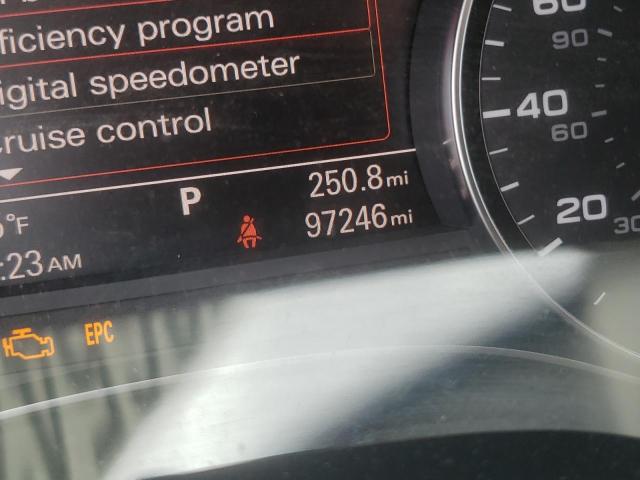 ficiency program
igital speedometer
ruise control
P
250.8 mi
97246 mi
°F
:23 AM
EPC
60
90
40
60
20
30